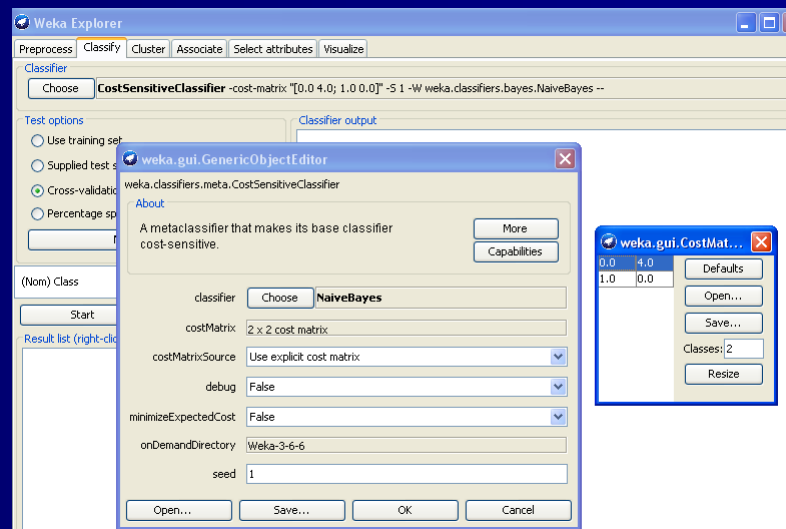 Weka Explorer
Preprocess Classify Cluster Associate Select attributes Visualize
Classifier
Choose CostSensitiveClassifier -cost-matrix "[0.0 4.0; 1.0 0.0]" -S 1 -W weka.classifiers.bayes.NaiveBayes --
Test options
Use training set
Supplied test s
Cross-validatio
Percentage sp
(Nom) Class
Start
Result list (right-clic
Classifier output
weka.gui.GenericObjectEditor
weka.classifiers.meta.CostSensitiveClassifier
About
A metaclassifier that makes its base classifier
cost-sensitive.
More
Capabilities
classifier Choose NaiveBayes
costMatrix 2 x 2 cost matrix
costMatrixSource Use explicit cost matrix
debug False
minimizeExpectedCost False
onDemandDirectory Weka-3-6-6
seed 1
Open... Save... OK Cancel
weka.gui.CostMat...
0.0 4.0
1.0 0.0
Defaults
Open...
Save...
Classes: 2
Resize